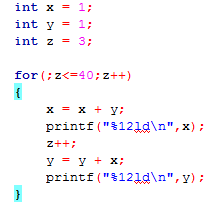 int x = 1;
int y = 1;
int z = 3;
for(;z<=40;z++)
{
x = x + y;
printf("%12ld\n",x);
z++;
y = y + x;
printf("%12ld\n",y);
}